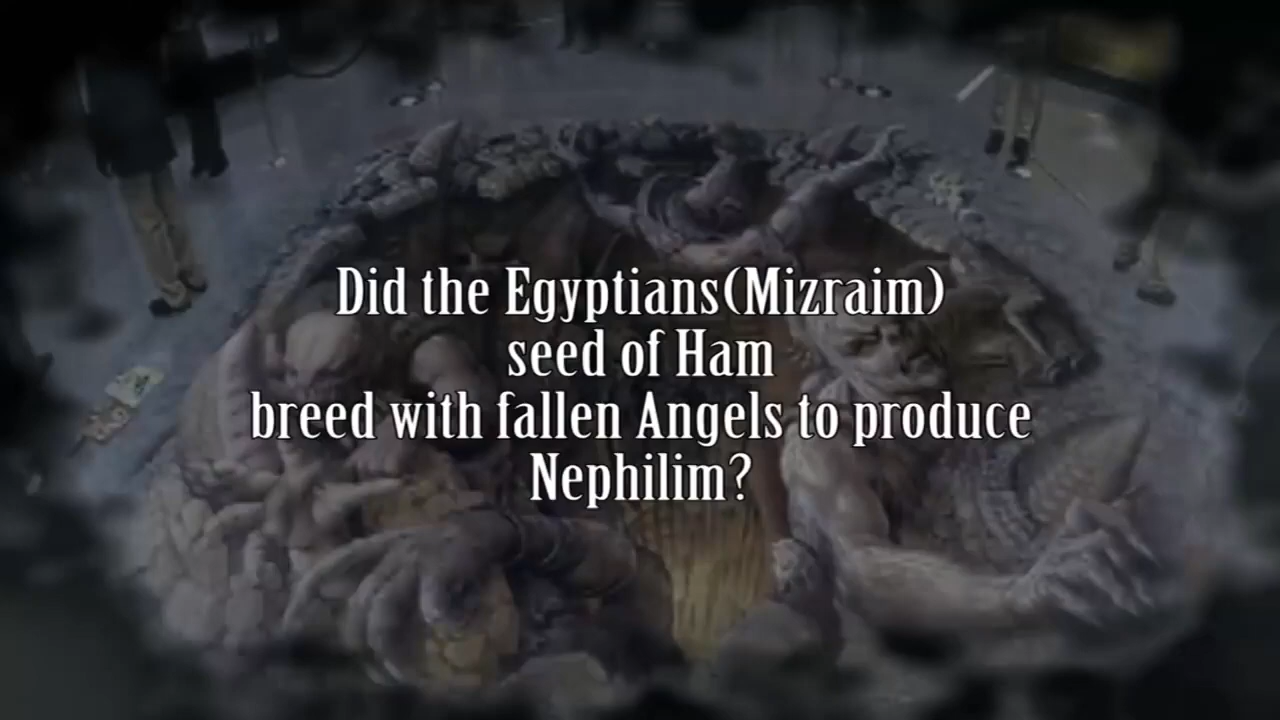 Did the Egyptians(Mizraim)
seed of Ham
breed with fallen Angels to produce
Nephilim?